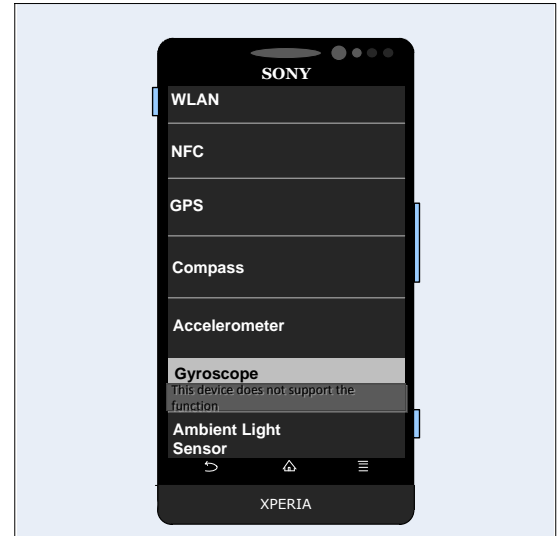 SONY
WLAN
NFC
GPS
Compass
Accelerometer
Gyroscope
This device does not support the
function
Ambient Light
Sensor
XPERIA